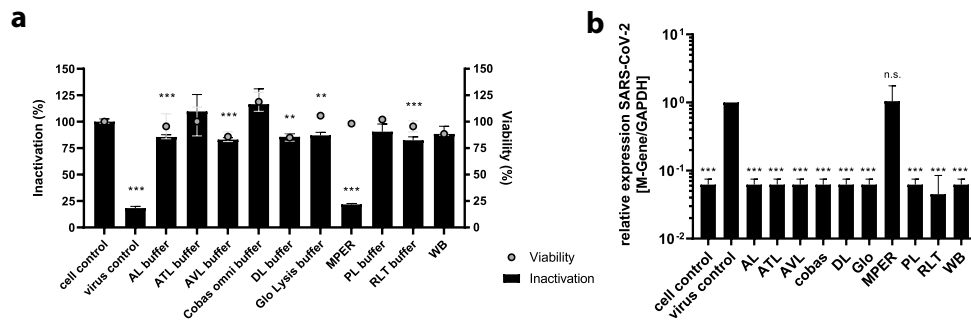 a
150
125
100
75
50
25
0
Inactivation (%)
*** *** *** *** ** ** *** ***
150
125
100
75
50
25
0
Viability (%)
cell control
virus control
AL buffer
ATL buffer
AVL buffer
Cobas omni buffer
DL buffer
Glo Lysis buffer
MPER
PL buffer
RLT buffer
WB
Viability
Inactivation
b
relative expression SARS-CoV-2
[M-Gene/GAPDH]
10¹
10⁰
10⁻¹
10⁻²
*** *** *** *** *** *** *** n.s. *** *** ***
cell control
virus control
AL
ATL
AVL
cobas
DL
Glo
MPER
PL
RLT
WB